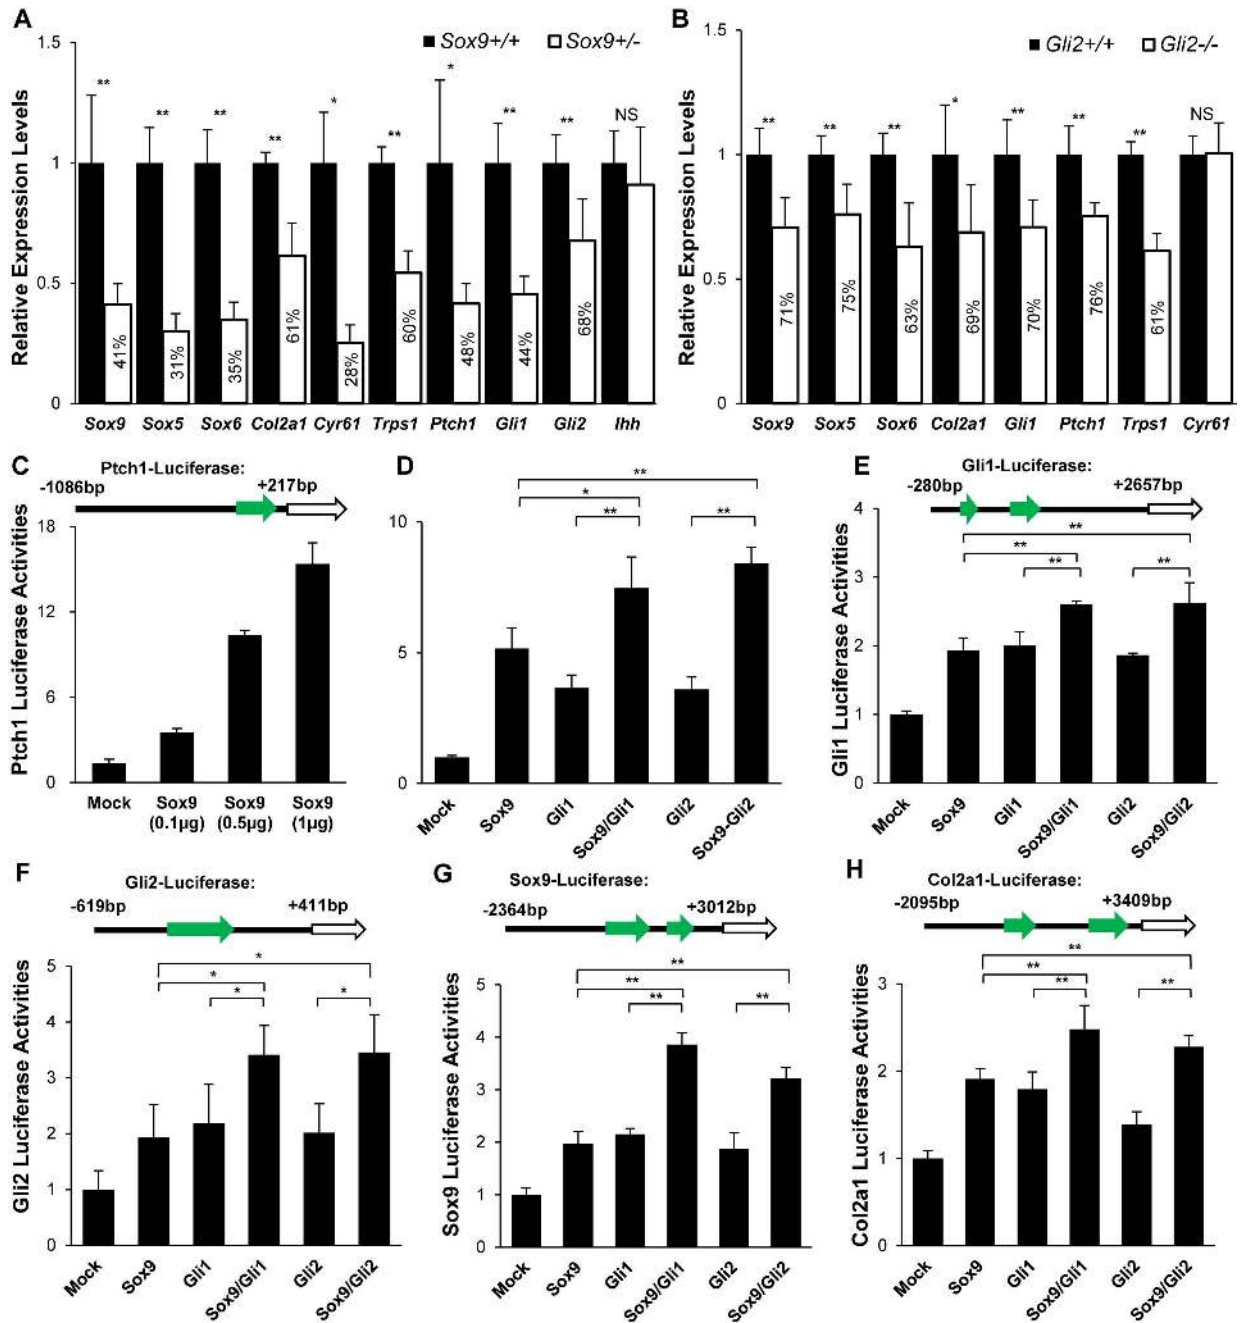 A
Sox9+/+ Sox9+/-
Relative Expression Levels
1.5
1
0.5
0
** ** ** ** * ** * ** ** NS
41% 31% 35% 61% 28% 60% 48% 44% 68%
Sox9 Sox5 Sox6 Col2a1 Cyr61 Trps1 Ptch1 Gli1 Gli2 Ihh
B
Gli2+/+ Gli2-/-
Relative Expression Levels
1.5
1
0.5
0
** ** ** * ** ** ** NS
71% 75% 63% 69% 70% 76% 61%
Sox9 Sox5 Sox6 Col2a1 Gli1 Ptch1 Trps1 Cyr61
C
Ptch1-Luciferase:
-1086bp +217bp
Ptch1 Luciferase Activities
18
12
6
0
Mock Sox9 Sox9 Sox9
(0.1µg) (0.5µg) (1µg)
D
**
*
** **
10
5
0
Mock Sox9 Gli1 Sox9/Gli1 Gli2 Sox9-Gli2
E
Gli1-Luciferase:
-280bp +2657bp
Gli1 Luciferase Activities
**
**
** **
4
3
2
1
0
Mock Sox9 Gli1 Sox9/Gli1 Gli2 Sox9/Gli2
F
Gli2-Luciferase:
-619bp +411bp
Gli2 Luciferase Activities
*
*
* *
5
4
3
2
1
0
Mock Sox9 Gli1 Sox9/Gli1 Gli2 Sox9/Gli2
G
Sox9-Luciferase:
-2364bp +3012bp
Sox9 Luciferase Activities
**
**
** **
5
4
3
2
1
0
Mock Sox9 Gli1 Sox9/Gli1 Gli2 Sox9/Gli2
H
Col2a1-Luciferase:
-2095bp +3409bp
Col2a1 Luciferase Activities
**
**
** **
3
2
1
0
Mock Sox9 Gli1 Sox9/Gli1 Gli2 Sox9/Gli2